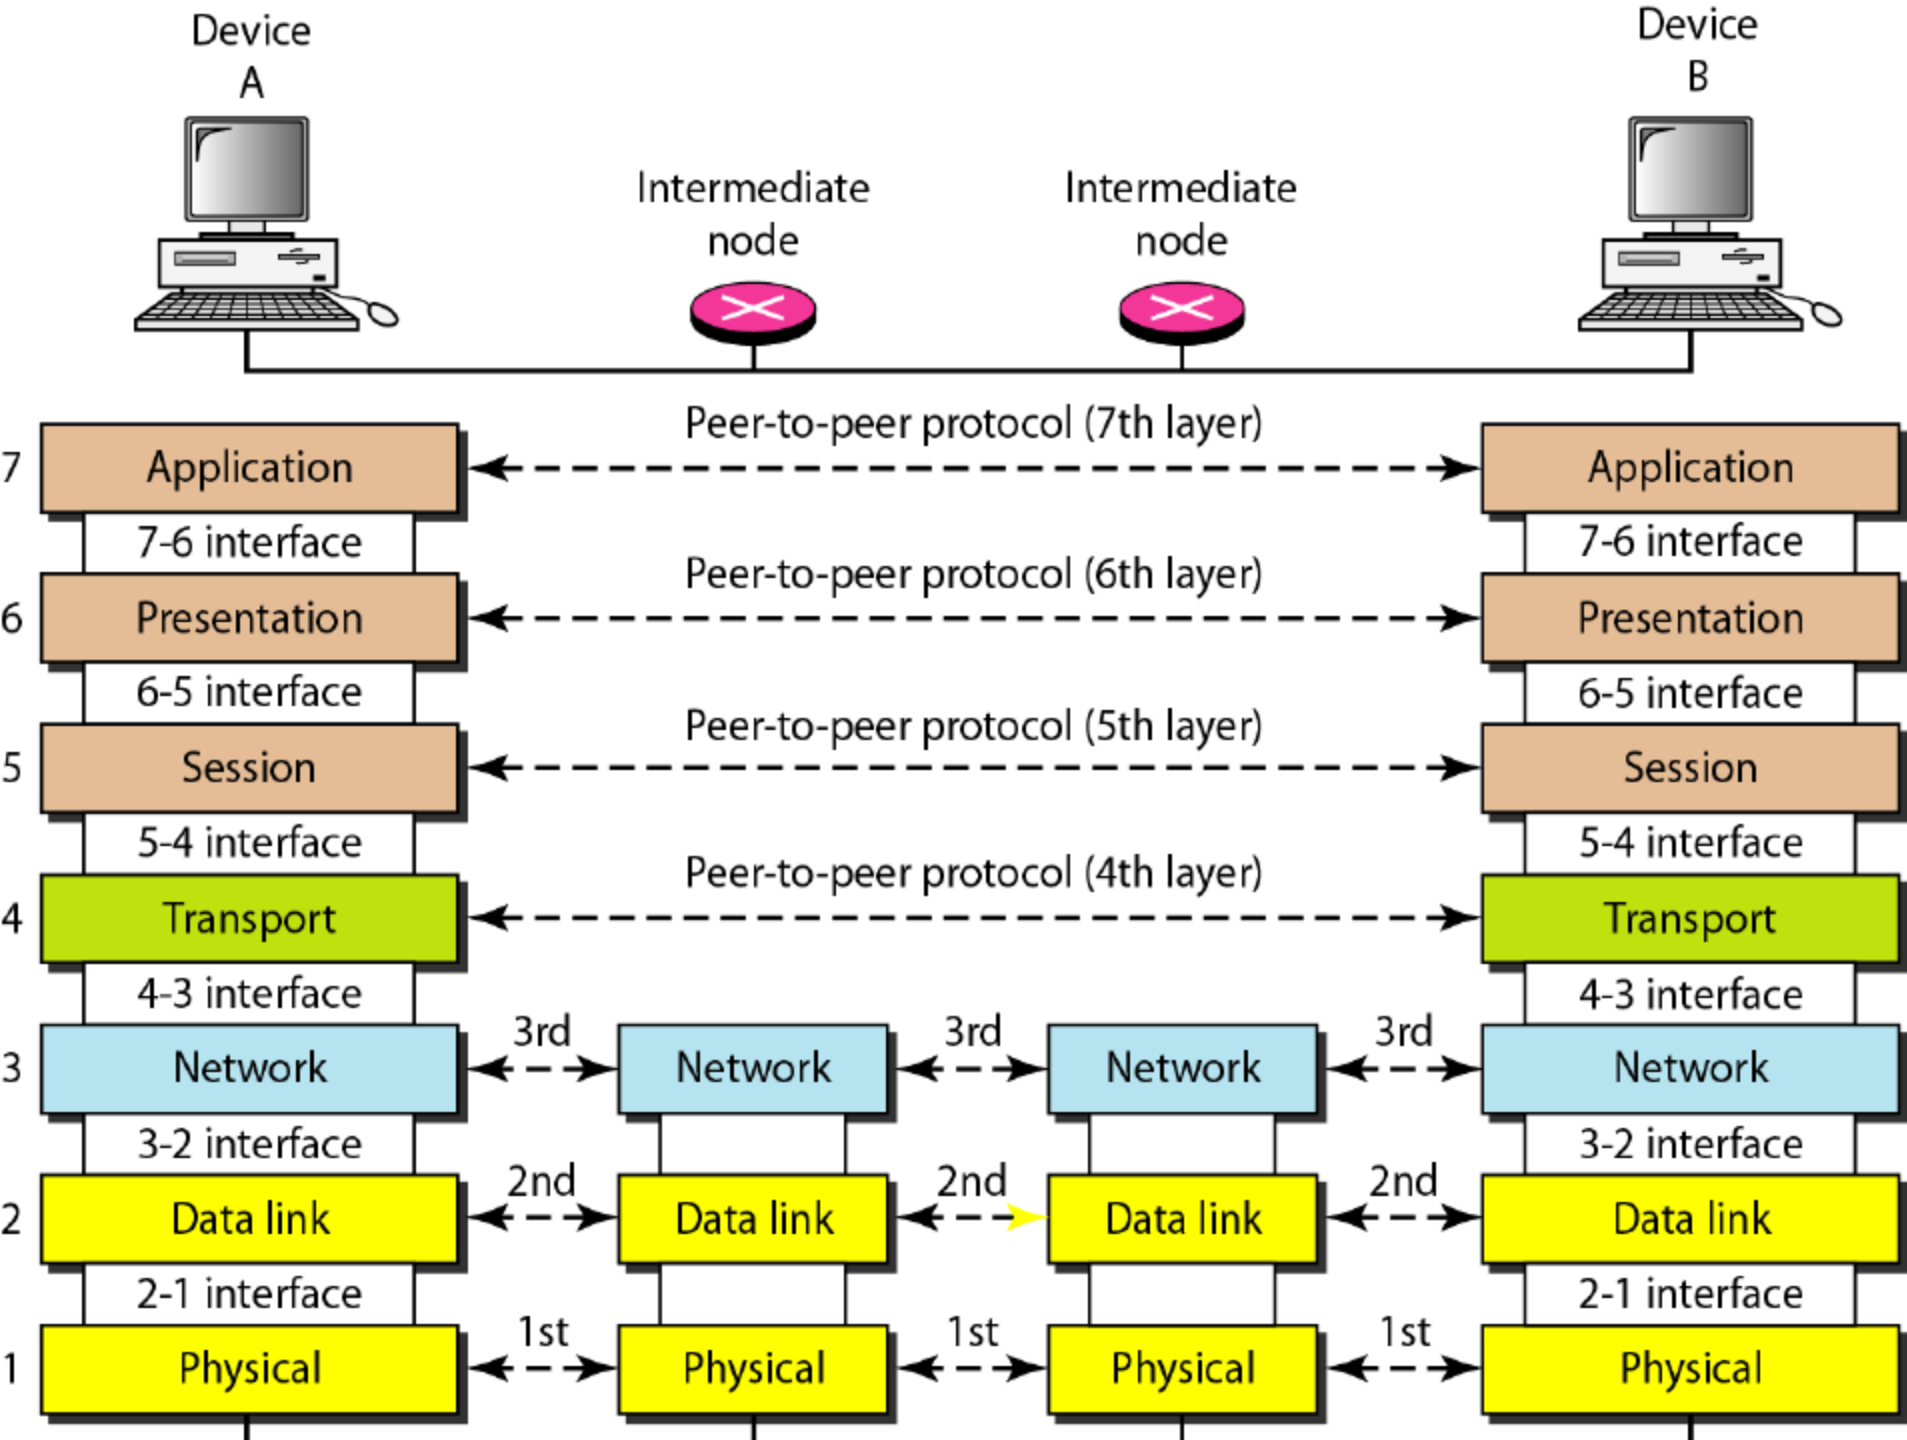 Device
A
Device
B
Intermediate
node
Intermediate
node
Peer-to-peer protocol (7th layer)
7
Application
Application
7-6 interface
7-6 interface
Peer-to-peer protocol (6th layer)
6
Presentation
Presentation
6-5 interface
6-5 interface
Peer-to-peer protocol (5th layer)
5
Session
Session
5-4 interface
5-4 interface
Peer-to-peer protocol (4th layer)
4
Transport
Transport
4-3 interface
4-3 interface
3rd
3rd
3rd
3
Network
Network
Network
Network
3-2 interface
3-2 interface
2nd
2nd
2nd
2
Data link
Data link
Data link
Data link
2-1 interface
2-1 interface
1st
1st
1st
1
Physical
Physical
Physical
Physical